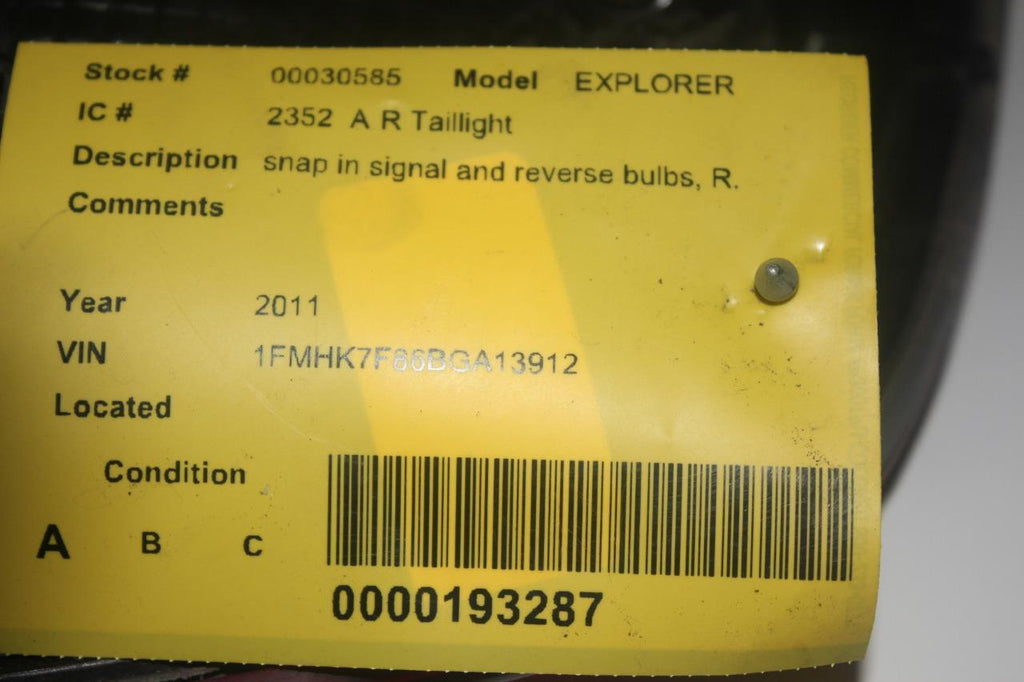 Stock # 00030585 Model EXPLORER
IC # 2352 A R Taillight
Description snap in signal and reverse bulbs, R.
Comments
Year 2011
VIN 1FMHK7F86BGA13912
Located
Condition
A B C
0000193287